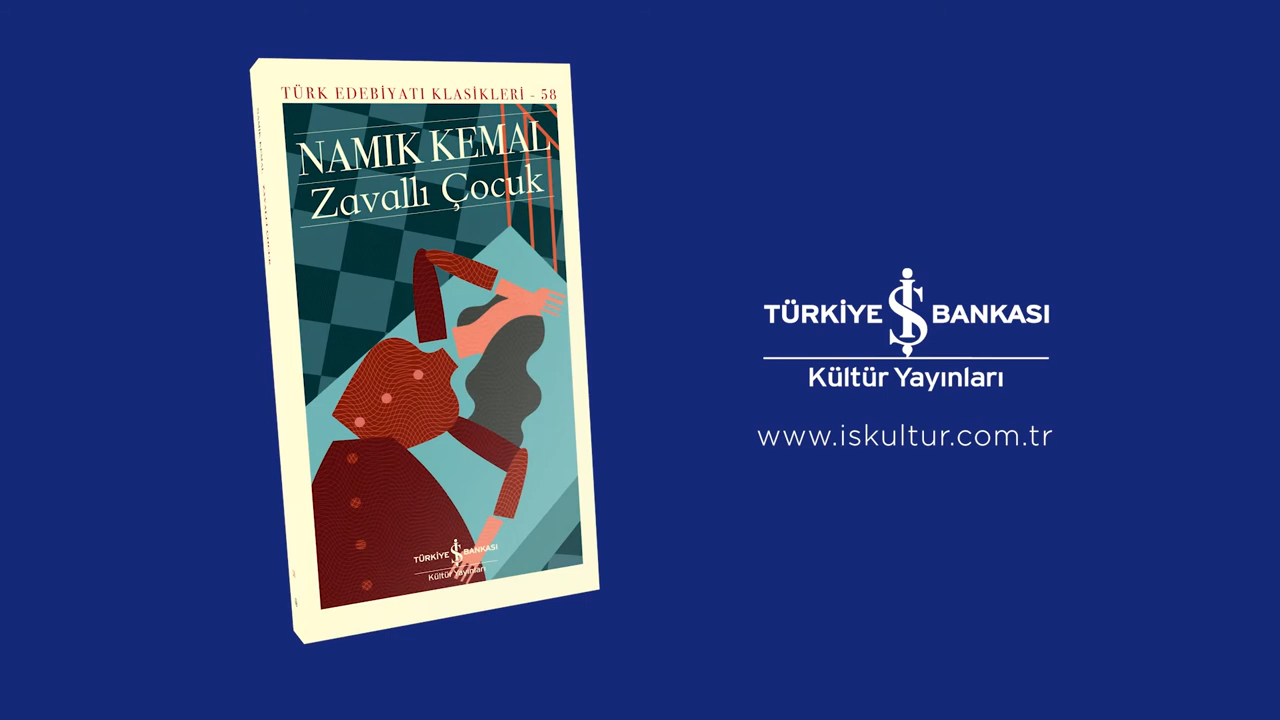 TÜRK EDEBİYATI KLASİKLERİ - 58
NAMIK KEMAL
Zavallı Çocuk
TÜRKİYE İŞ BANKASI
Kültür Yayınları
TÜRKİYE İŞ BANKASI
Kültür Yayınları
www.iskultur.com.tr